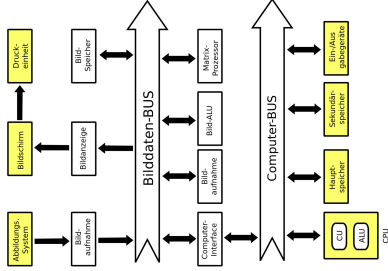 Druck-
einheit
Bild-
Speicher
Matrix-
Prozessor
Ein-/Aus
gabegeräte
Bilddaten-BUS
Computer-BUS
Bildschirm
Bildanzeige
Bild-ALU
Sekundär-
speicher
Bild-
aufnahme
Haupt-
speicher
Abbildungs.
System
Bild-
aufnahme
Computer-
Interface
CU
ALU
CPU